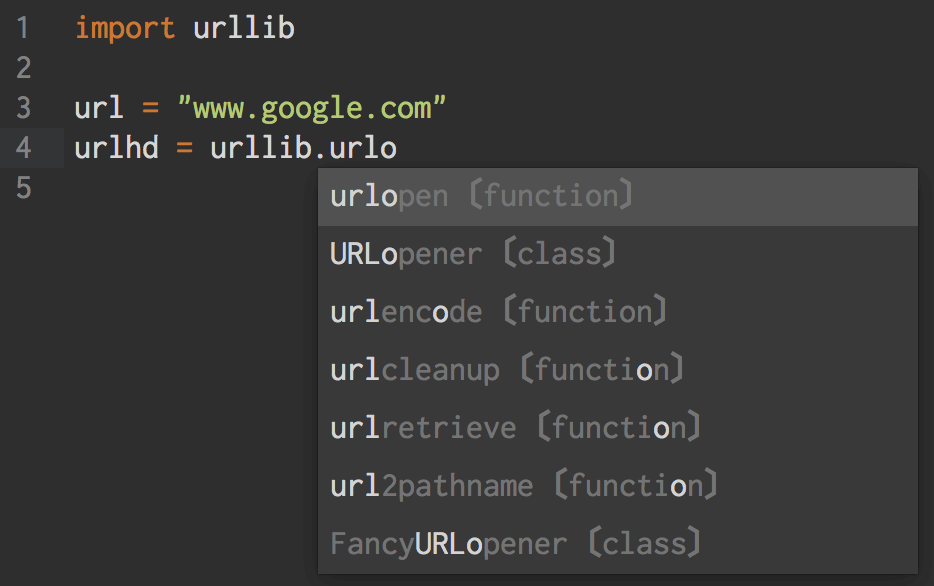 1 import urllib
2
3 url = "www.google.com"
4 urlhd = urllib.urlo
5
urlopen〔function〕
URLopener〔class〕
urlencode〔function〕
urlcleanup〔function〕
urlretrieve〔function〕
url2pathname〔function〕
FancyURLopener〔class〕